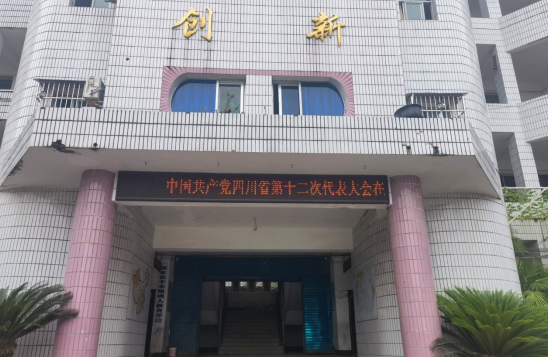 创 新
中国共产党四川省第十二次代表大会在